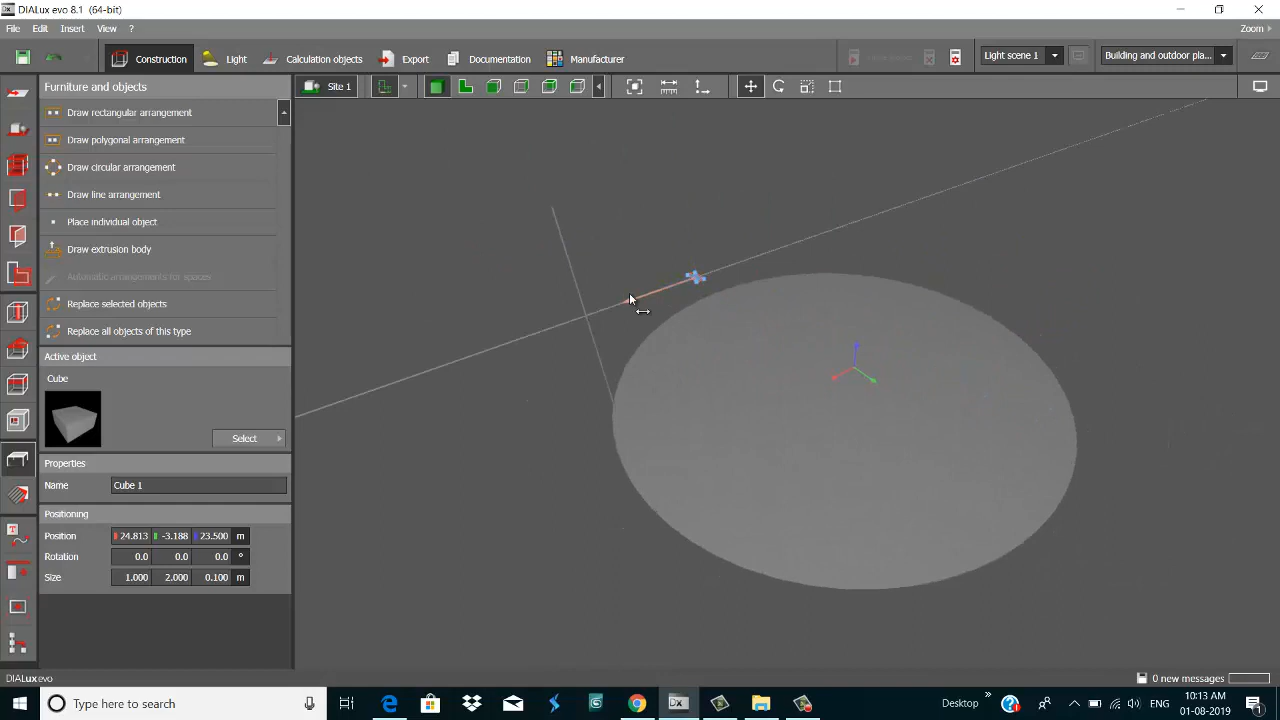 DIALux evo 8.1 (64-bit)
File Edit Insert View ?
Zoom
Construction Light Calculation objects Export Documentation Manufacturer
Light scene 1 Building and outdoor pla...
Furniture and objects
Site 1
Draw rectangular arrangement
Draw polygonal arrangement
Draw circular arrangement
Draw line arrangement
Place individual object
Draw extrusion body
Automatic arrangements for spaces
Replace selected objects
Replace all objects of this type
Active object
Cube
Select
Properties
Name Cube 1
Positioning
Position 24.813 -3.188 23.500 m
Rotation 0.0 0.0 0.0 °
Size 1.000 2.000 0.100 m
DIALux evo
0 new messages
Type here to search
Desktop
ENG
10:13 AM
01-08-2019
1